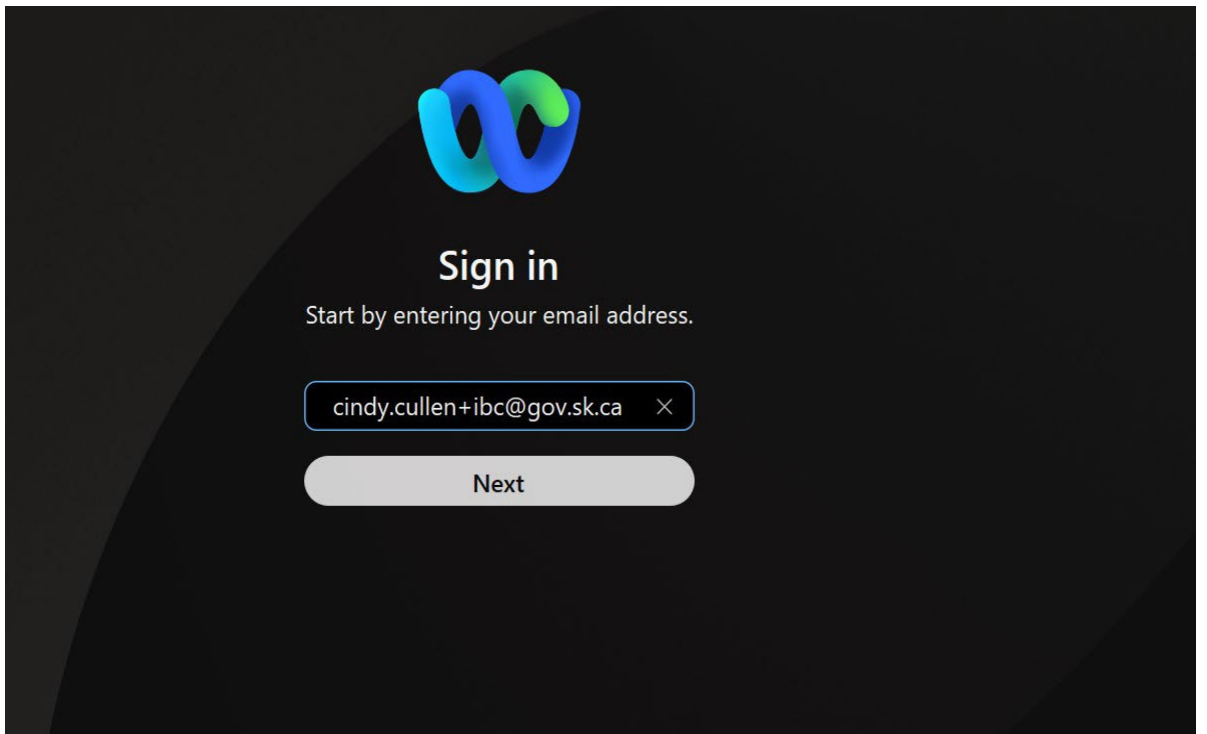 Sign in
Start by entering your email address.
cindy.cullen+ibc@gov.sk.ca
Next